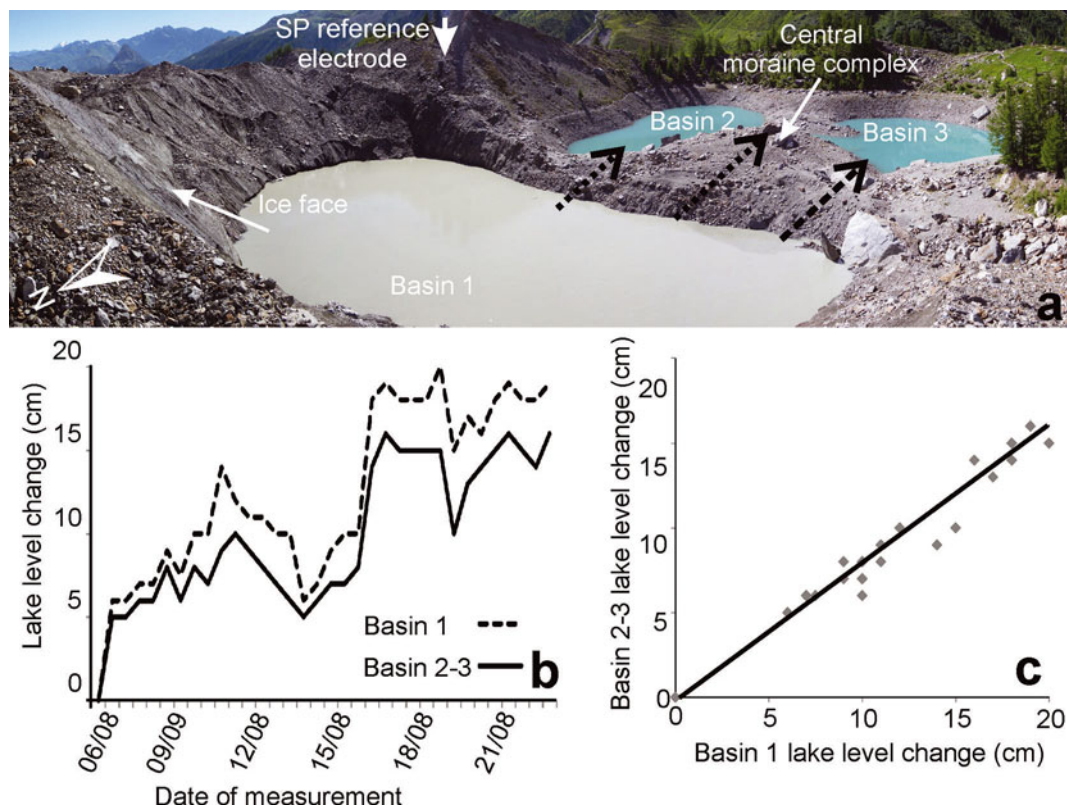 SP reference
electrode
Central
moraine complex
Basin 2
Basin 3
Ice face
Basin 1
N
a
20
15
10
5
0
Lake level change (cm)
Basin 1
Basin 2-3
b
06/08
09/09
12/08
15/08
18/08
21/08
Date of measurement
20
15
10
5
0
Basin 2-3 lake level change (cm)
c
0
5
10
15
20
Basin 1 lake level change (cm)